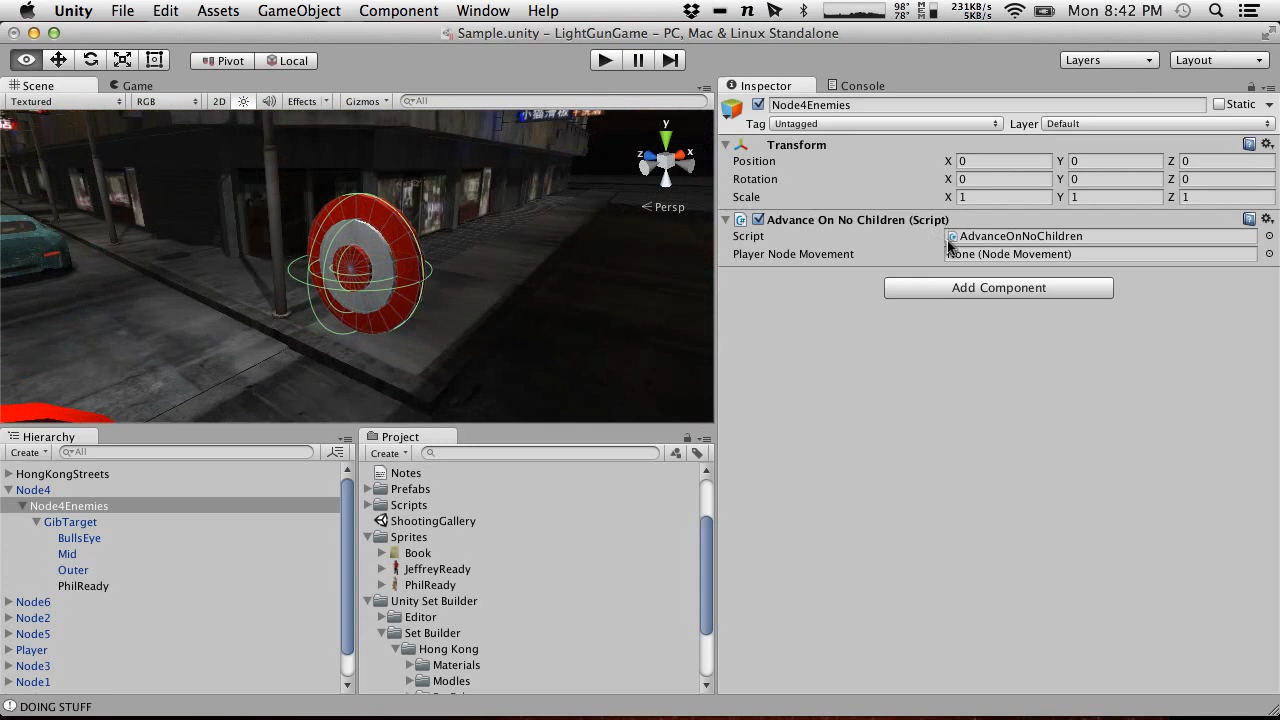 Unity File Edit Assets GameObject Component Window Help 98° 78° 231KB/s 5KB/s Mon 8:42 PM
Sample.unity - LightGunGame - PC, Mac & Linux Standalone
Pivot Local Layers Layout
Scene Game
Textured RGB 2D Effects Gizmos All
小猫滑板
y
z x
Persp
Inspector Console
Node4Enemies Static
Tag Untagged Layer Default
Transform
Position X 0 Y 0 Z 0
Rotation X 0 Y 0 Z 0
Scale X 1 Y 1 Z 1
Advance On No Children (Script)
Script AdvanceOnNoChildren
Player Node Movement None (Node Movement)
Add Component
Hierarchy
Create All
HongKongStreets
Node4
Node4Enemies
GibTarget
BullsEye
Mid
Outer
PhilReady
Node6
Node2
Node5
Player
Node3
Node1
Project
Create
Notes
Prefabs
Scripts
ShootingGallery
Sprites
Book
JeffreyReady
PhilReady
Unity Set Builder
Editor
Set Builder
Hong Kong
Materials
Modles
DOING STUFF